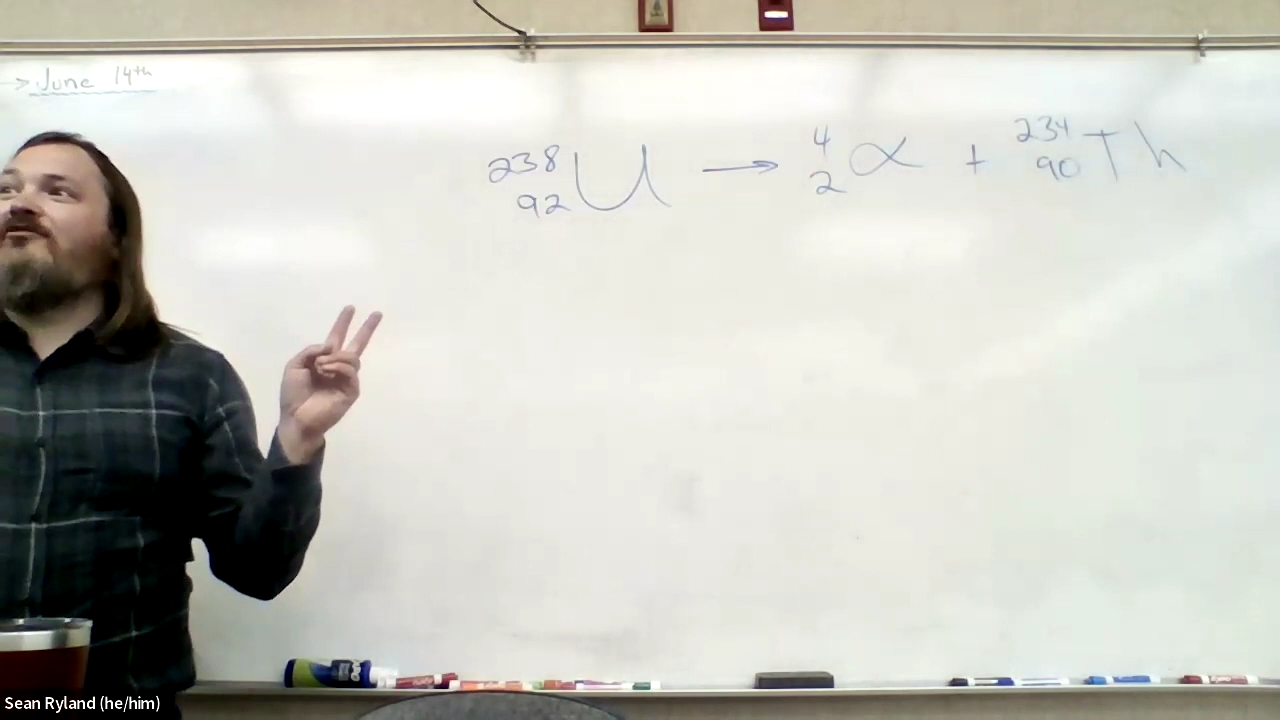 → June 14th
238 92 U → 4 2 α + 234 90 Th
Sean Ryland (he/him)